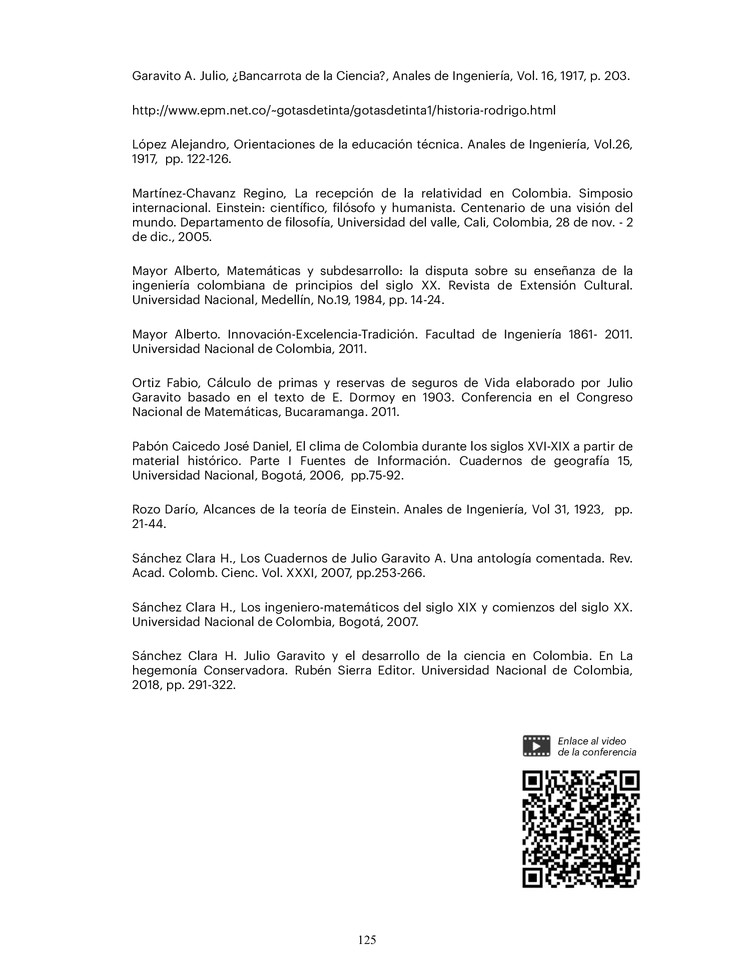 Garavito A. Julio, ¿Bancarrota de la Ciencia?, Anales de Ingeniería, Vol. 16, 1917, p. 203.
http://www.epm.net.co/~gotasdetinta/gotasdetinta1/historia-rodrigo.html
López Alejandro, Orientaciones de la educación técnica. Anales de Ingeniería, Vol.26,
1917, pp. 122-126.
Martínez-Chavanz Regino, La recepción de la relatividad en Colombia. Simposio
internacional. Einstein: científico, filósofo y humanista. Centenario de una visión del
mundo. Departamento de filosofía, Universidad del valle, Cali, Colombia, 28 de nov. - 2
de dic., 2005.
Mayor Alberto, Matemáticas y subdesarrollo: la disputa sobre su enseñanza de la
ingeniería colombiana de principios del siglo XX. Revista de Extensión Cultural.
Universidad Nacional, Medellín, No.19, 1984, pp. 14-24.
Mayor Alberto. Innovación-Excelencia-Tradición. Facultad de Ingeniería 1861- 2011.
Universidad Nacional de Colombia, 2011.
Ortiz Fabio, Cálculo de primas y reservas de seguros de Vida elaborado por Julio
Garavito basado en el texto de E. Dormoy en 1903. Conferencia en el Congreso
Nacional de Matemáticas, Bucaramanga. 2011.
Pabón Caicedo José Daniel, El clima de Colombia durante los siglos XVI-XIX a partir de
material histórico. Parte I Fuentes de Información. Cuadernos de geografía 15,
Universidad Nacional, Bogotá, 2006, pp.75-92.
Rozo Darío, Alcances de la teoría de Einstein. Anales de Ingeniería, Vol 31, 1923, pp.
21-44.
Sánchez Clara H., Los Cuadernos de Julio Garavito A. Una antología comentada. Rev.
Acad. Colomb. Cienc. Vol. XXXI, 2007, pp.253-266.
Sánchez Clara H., Los ingeniero-matemáticos del siglo XIX y comienzos del siglo XX.
Universidad Nacional de Colombia, Bogotá, 2007.
Sánchez Clara H. Julio Garavito y el desarrollo de la ciencia en Colombia. En La
hegemonía Conservadora. Rubén Sierra Editor. Universidad Nacional de Colombia,
2018, pp. 291-322.
Enlace al video
de la conferencia
125